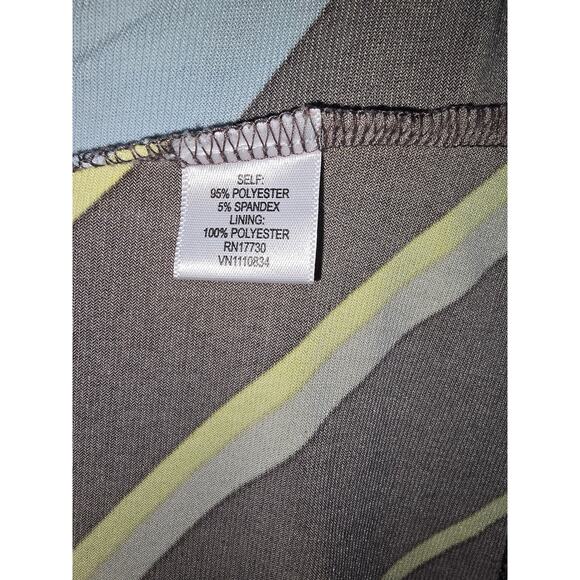 SELF:
95% POLYESTER
5% SPANDEX
LINING:
100% POLYESTER
RN17730
VN1110834